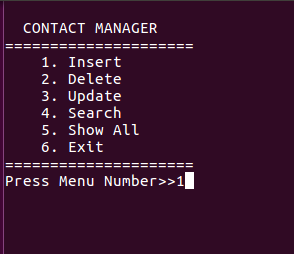 CONTACT MANAGER
=====================
1. Insert
2. Delete
3. Update
4. Search
5. Show All
6. Exit
=====================
Press Menu Number>>1